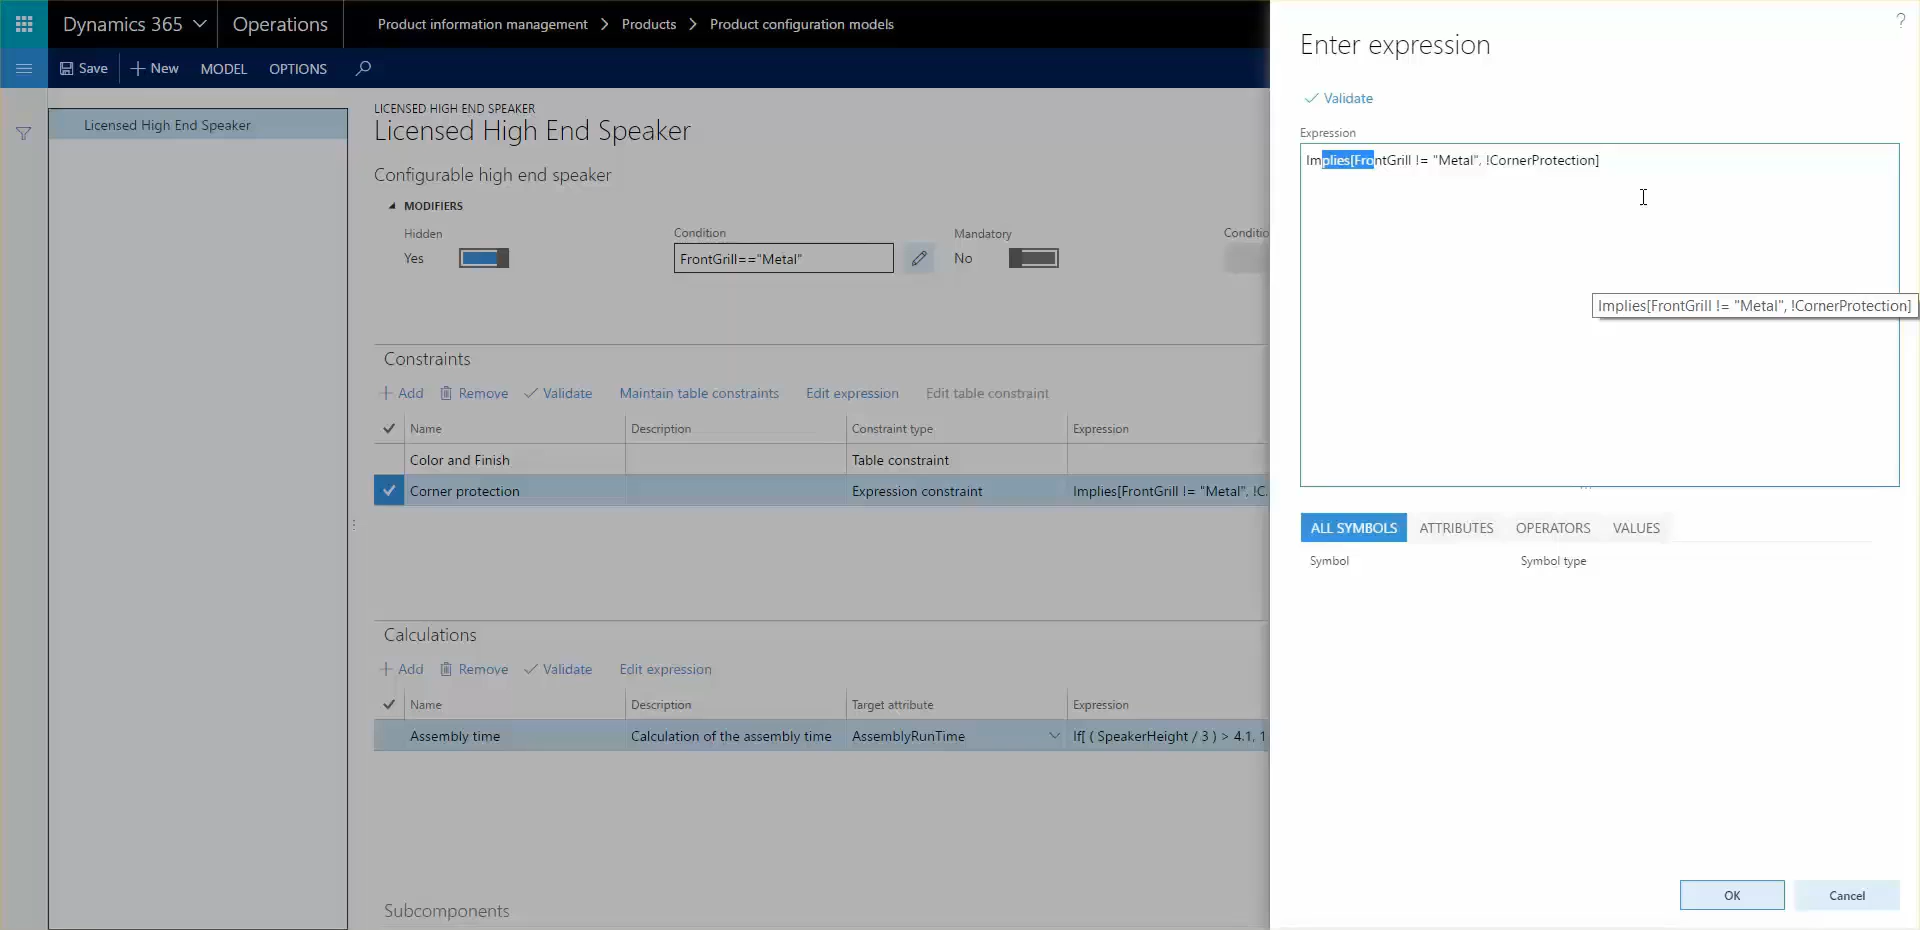 Dynamics 365 Operations Product information management > Products > Product configuration models ?
Save + New MODEL OPTIONS
Enter expression
Licensed High End Speaker
LICENSED HIGH END SPEAKER
Licensed High End Speaker
Configurable high end speaker
MODIFIERS
Hidden Condition Mandatory Conditio
Yes FrontGrill=="Metal" No
Constraints
+ Add Remove Validate Maintain table constraints Edit expression Edit table constraint
Name Description Constraint type Expression
Color and Finish Table constraint
Corner protection Expression constraint Implies[FrontGrill != "Metal", !C...
Calculations
+ Add Remove Validate Edit expression
Name Description Target attribute Expression
Assembly time Calculation of the assembly time AssemblyRunTime If[ ( SpeakerHeight / 3 ) > 4.1, 1
Subcomponents
Validate
Expression
Implies[FrontGrill != "Metal", !CornerProtection]
Implies[FrontGrill != "Metal", !CornerProtection]
ALL SYMBOLS ATTRIBUTES OPERATORS VALUES
Symbol Symbol type
OK Cancel